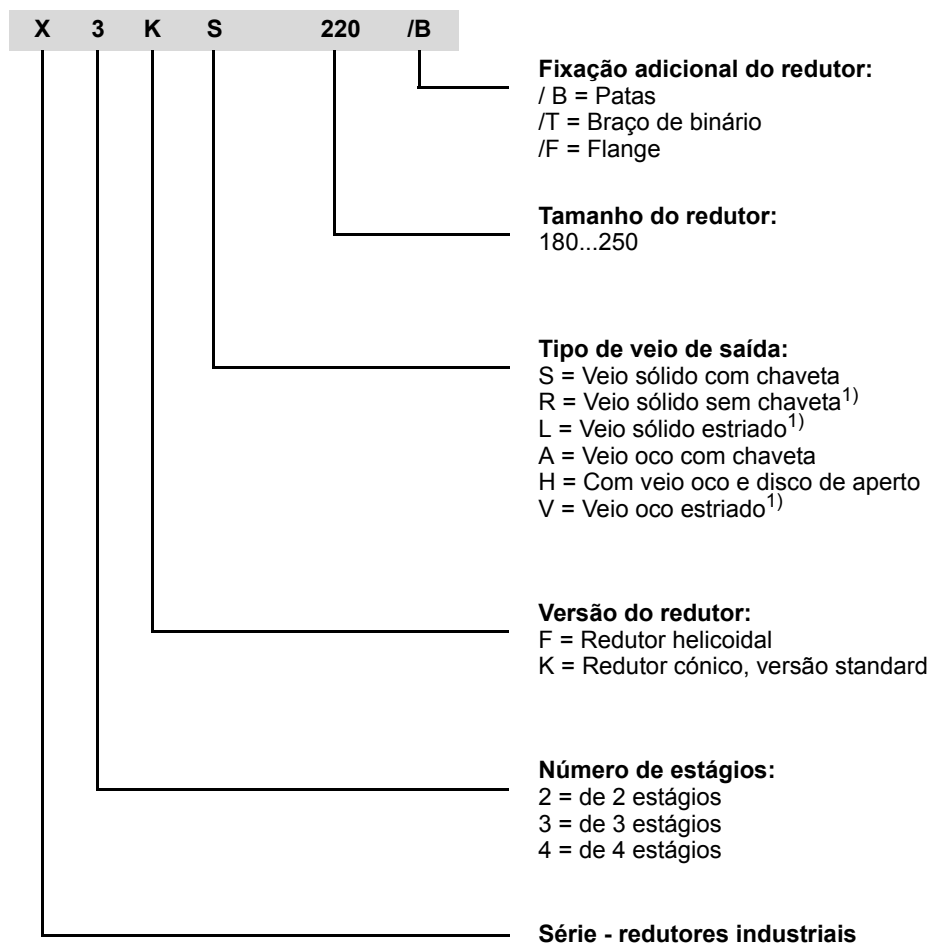 X 3 K S 220 /B
Fixação adicional do redutor:
/ B = Patas
/T = Braço de binário
/F = Flange
Tamanho do redutor:
180...250
Tipo de veio de saída:
S = Veio sólido com chaveta
R = Veio sólido sem chaveta1)
L = Veio sólido estriado1)
A = Veio oco com chaveta
H = Com veio oco e disco de aperto
V = Veio oco estriado1)
Versão do redutor:
F = Redutor helicoidal
K = Redutor cónico, versão standard
Número de estágios:
2 = de 2 estágios
3 = de 3 estágios
4 = de 4 estágios
Série - redutores industriais